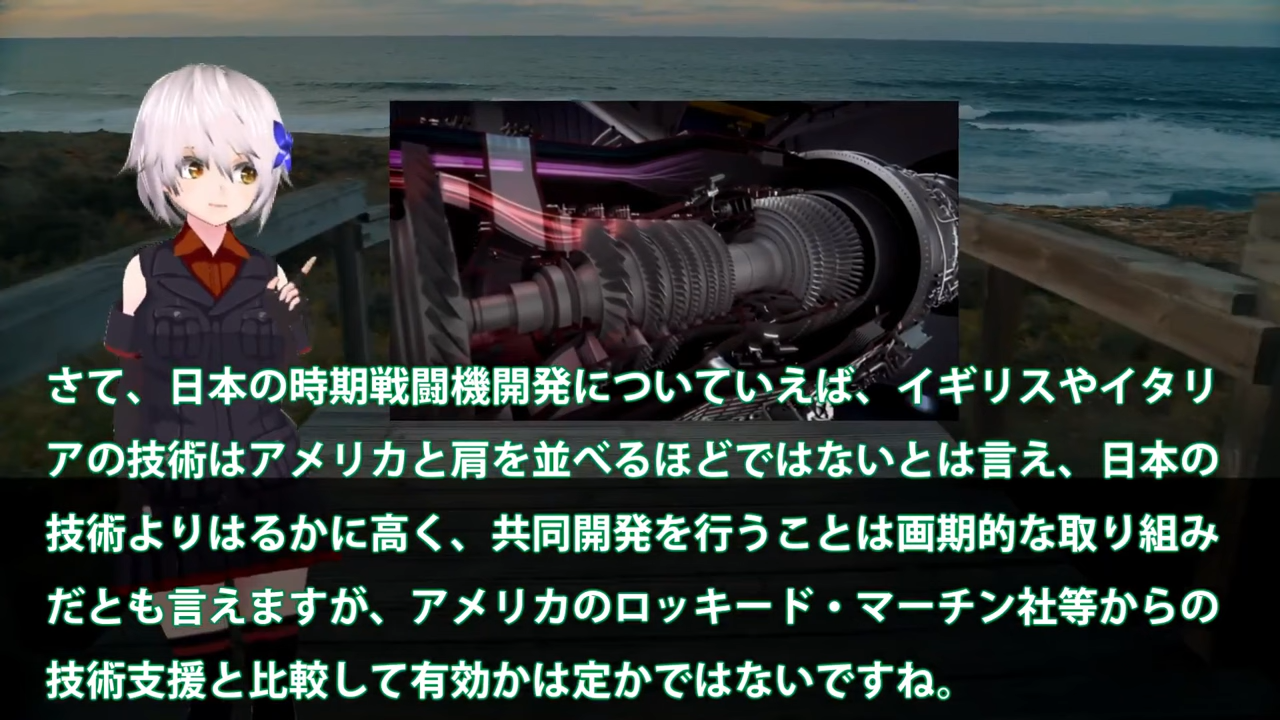 さて、日本の時期戦闘機開発についていえば、イギリスやイタリ
アの技術はアメリカと肩を並べるほどではないとは言え、日本の
技術よりはるかに高く、共同開発を行うことは画期的な取り組み
だとも言えますが、アメリカのロッキード・マーチン社等からの
技術支援と比較して有効かは定かではないですね。